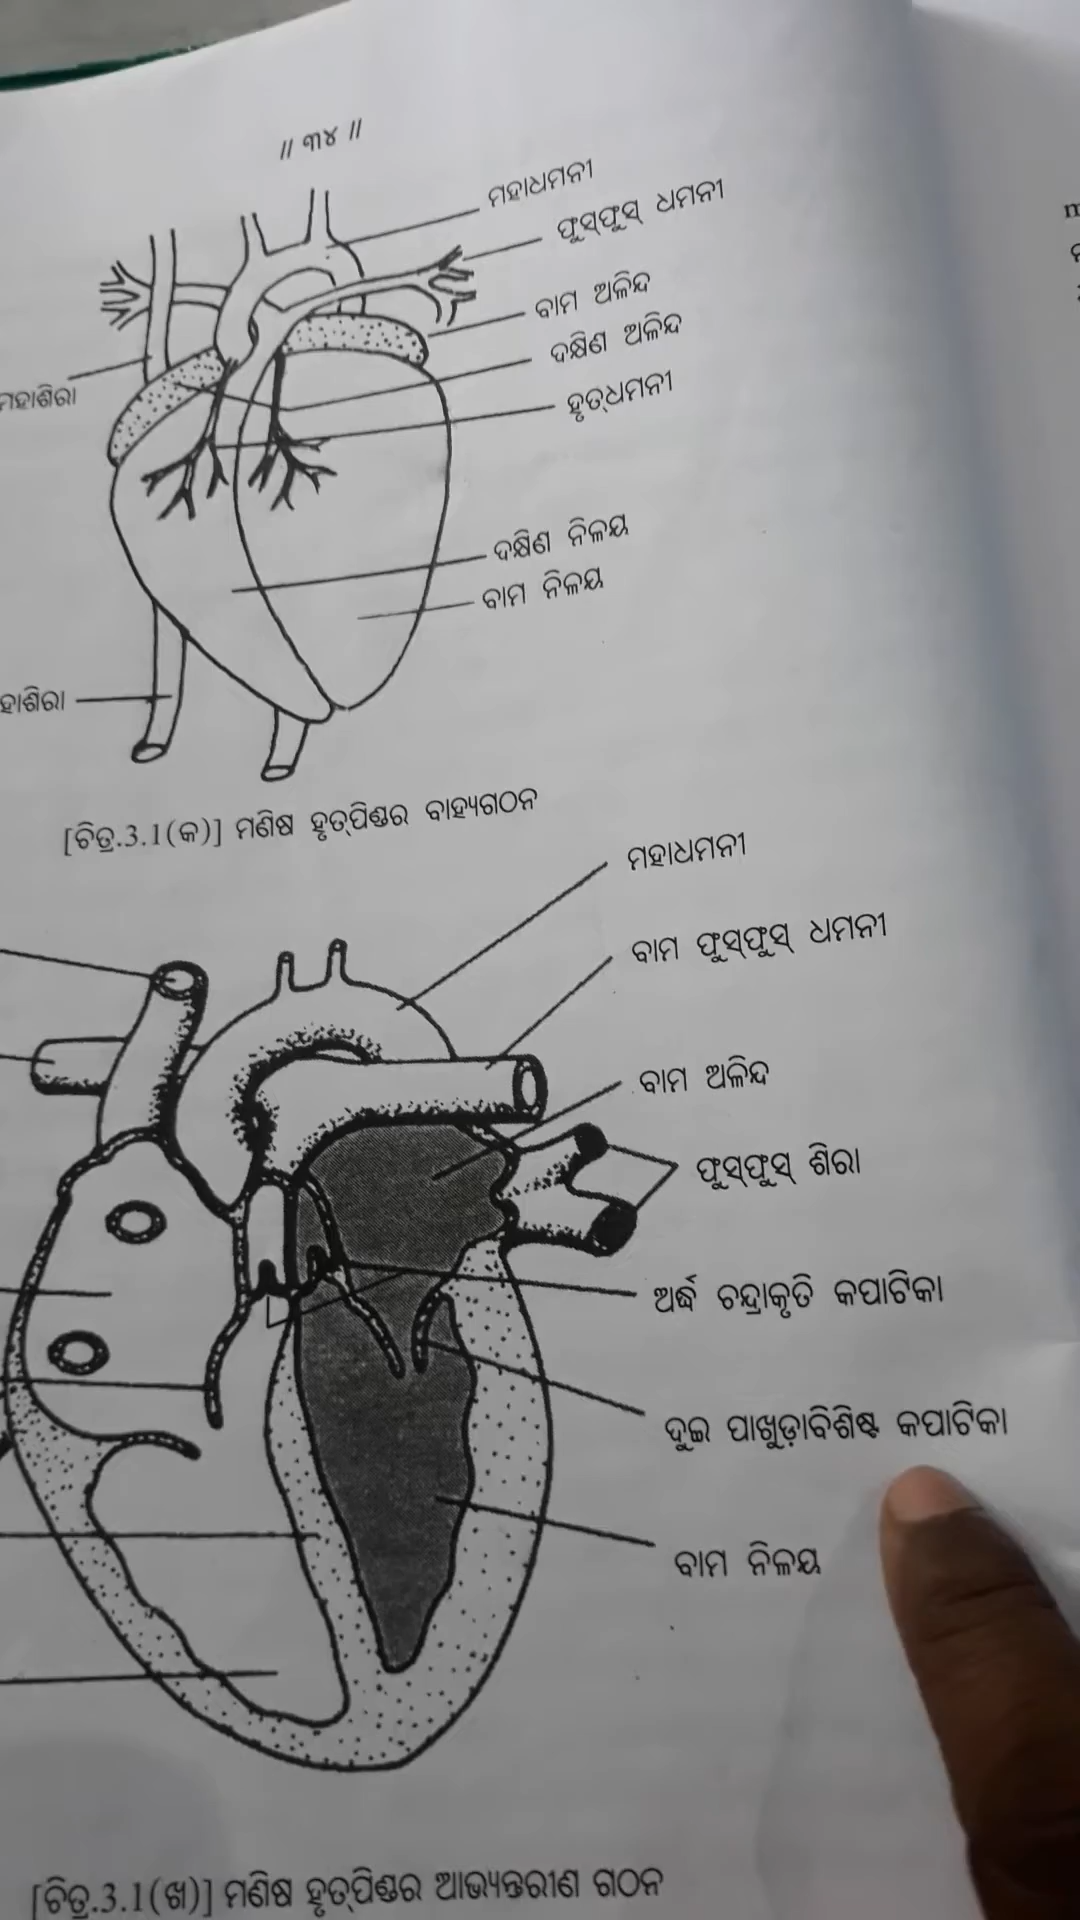 // ୩୪ //
ମହାଧମନୀ
ଫୁସ୍‌ଫୁସ୍ ଧମନୀ
ବାମ ଅଳିନ୍ଦ
ଦକ୍ଷିଣ ଅଳିନ୍ଦ
ହୃତ୍‌ଧମନୀ
ମହାଶିରା
ଦକ୍ଷିଣ ନିଳୟ
ବାମ ନିଳୟ
ହାଶିରା
[ଚିତ୍ର.3.1(କ)] ମଣିଷ ହୃତ୍‌ପିଣ୍ଡର ବାହ୍ୟଗଠନ
ମହାଧମନୀ
ବାମ ଫୁସ୍‌ଫୁସ୍ ଧମନୀ
ବାମ ଅଳିନ୍ଦ
ଫୁସ୍‌ଫୁସ୍ ଶିରା
ଅର୍ଦ୍ଧ ଚନ୍ଦ୍ରାକୃତି କପାଟିକା
ଦୁଇ ପାଖୁଡ଼ାବିଶିଷ୍ଟ କପାଟିକା
ବାମ ନିଳୟ
[ଚିତ୍ର.3.1(ଖ)] ମଣିଷ ହୃତ୍‌ପିଣ୍ଡର ଆଭ୍ୟନ୍ତରୀଣ ଗଠନ